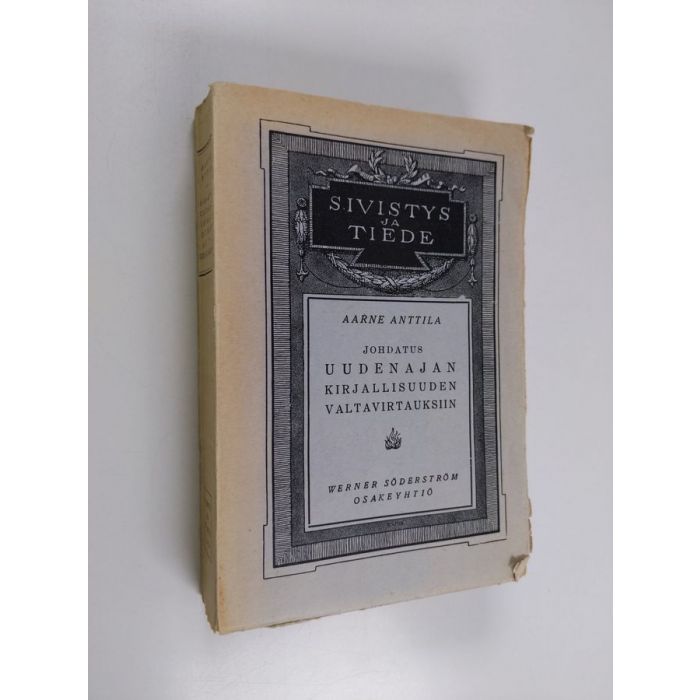 SIVISTYS
JA
TIEDE
AARNE ANTTILA
JOHDATUS
UUDENAJAN
KIRJALLISUUDEN
VALTAVIRTAUKSIIN
WERNER SÖDERSTRÖM
OSAKEYHTIÖ